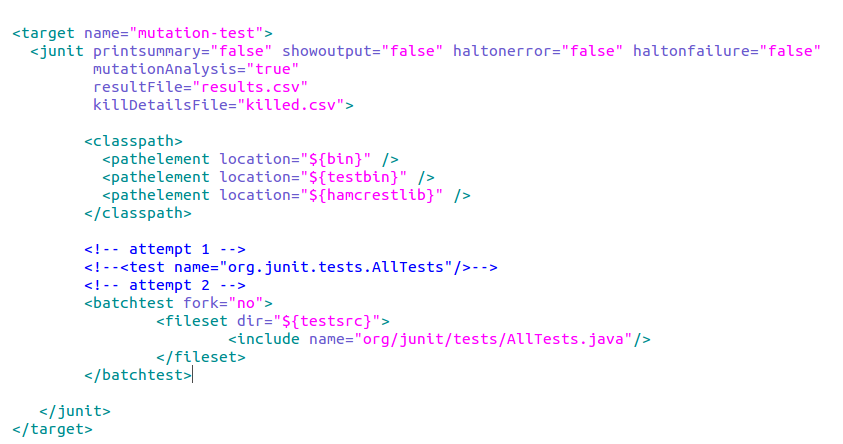 <target name="mutation-test">
  <junit printsummary="false" showoutput="false" haltonerror="false" haltonfailure="false"
         mutationAnalysis="true"
         resultFile="results.csv"
         killDetailsFile="killed.csv">
        <classpath>
          <pathelement location="${bin}" />
          <pathelement location="${testbin}" />
          <pathelement location="${hamcrestlib}" />
        </classpath>
        <!-- attempt 1 -->
        <!--<test name="org.junit.tests.AllTests"/>-->
        <!-- attempt 2 -->
        <batchtest fork="no">
                <fileset dir="${testsrc}">
                        <include name="org/junit/tests/AllTests.java"/>
                </fileset>
        </batchtest>
   </junit>
</target>